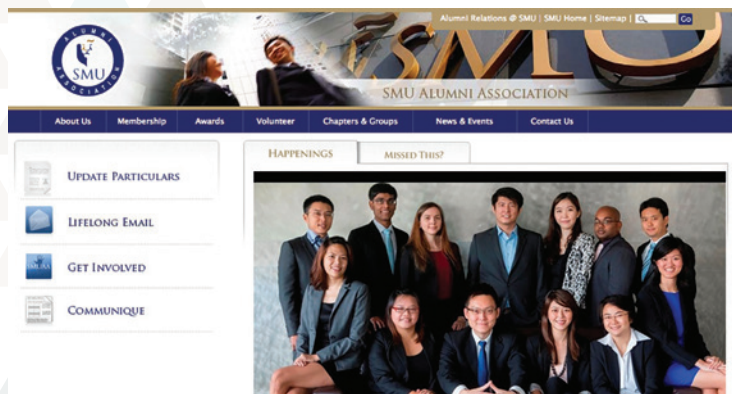 Alumni Relations @ SMU | SMU Home | Sitemap | Go
ALUMNI ASSOCIATION
SMU
SMU
SMU ALUMNI ASSOCIATION
About Us Membership Awards Volunteer Chapters & Groups News & Events Contact Us
HAPPENINGS MISSED THIS?
UPDATE PARTICULARS
LIFELONG EMAIL
GET INVOLVED
COMMUNIQUE